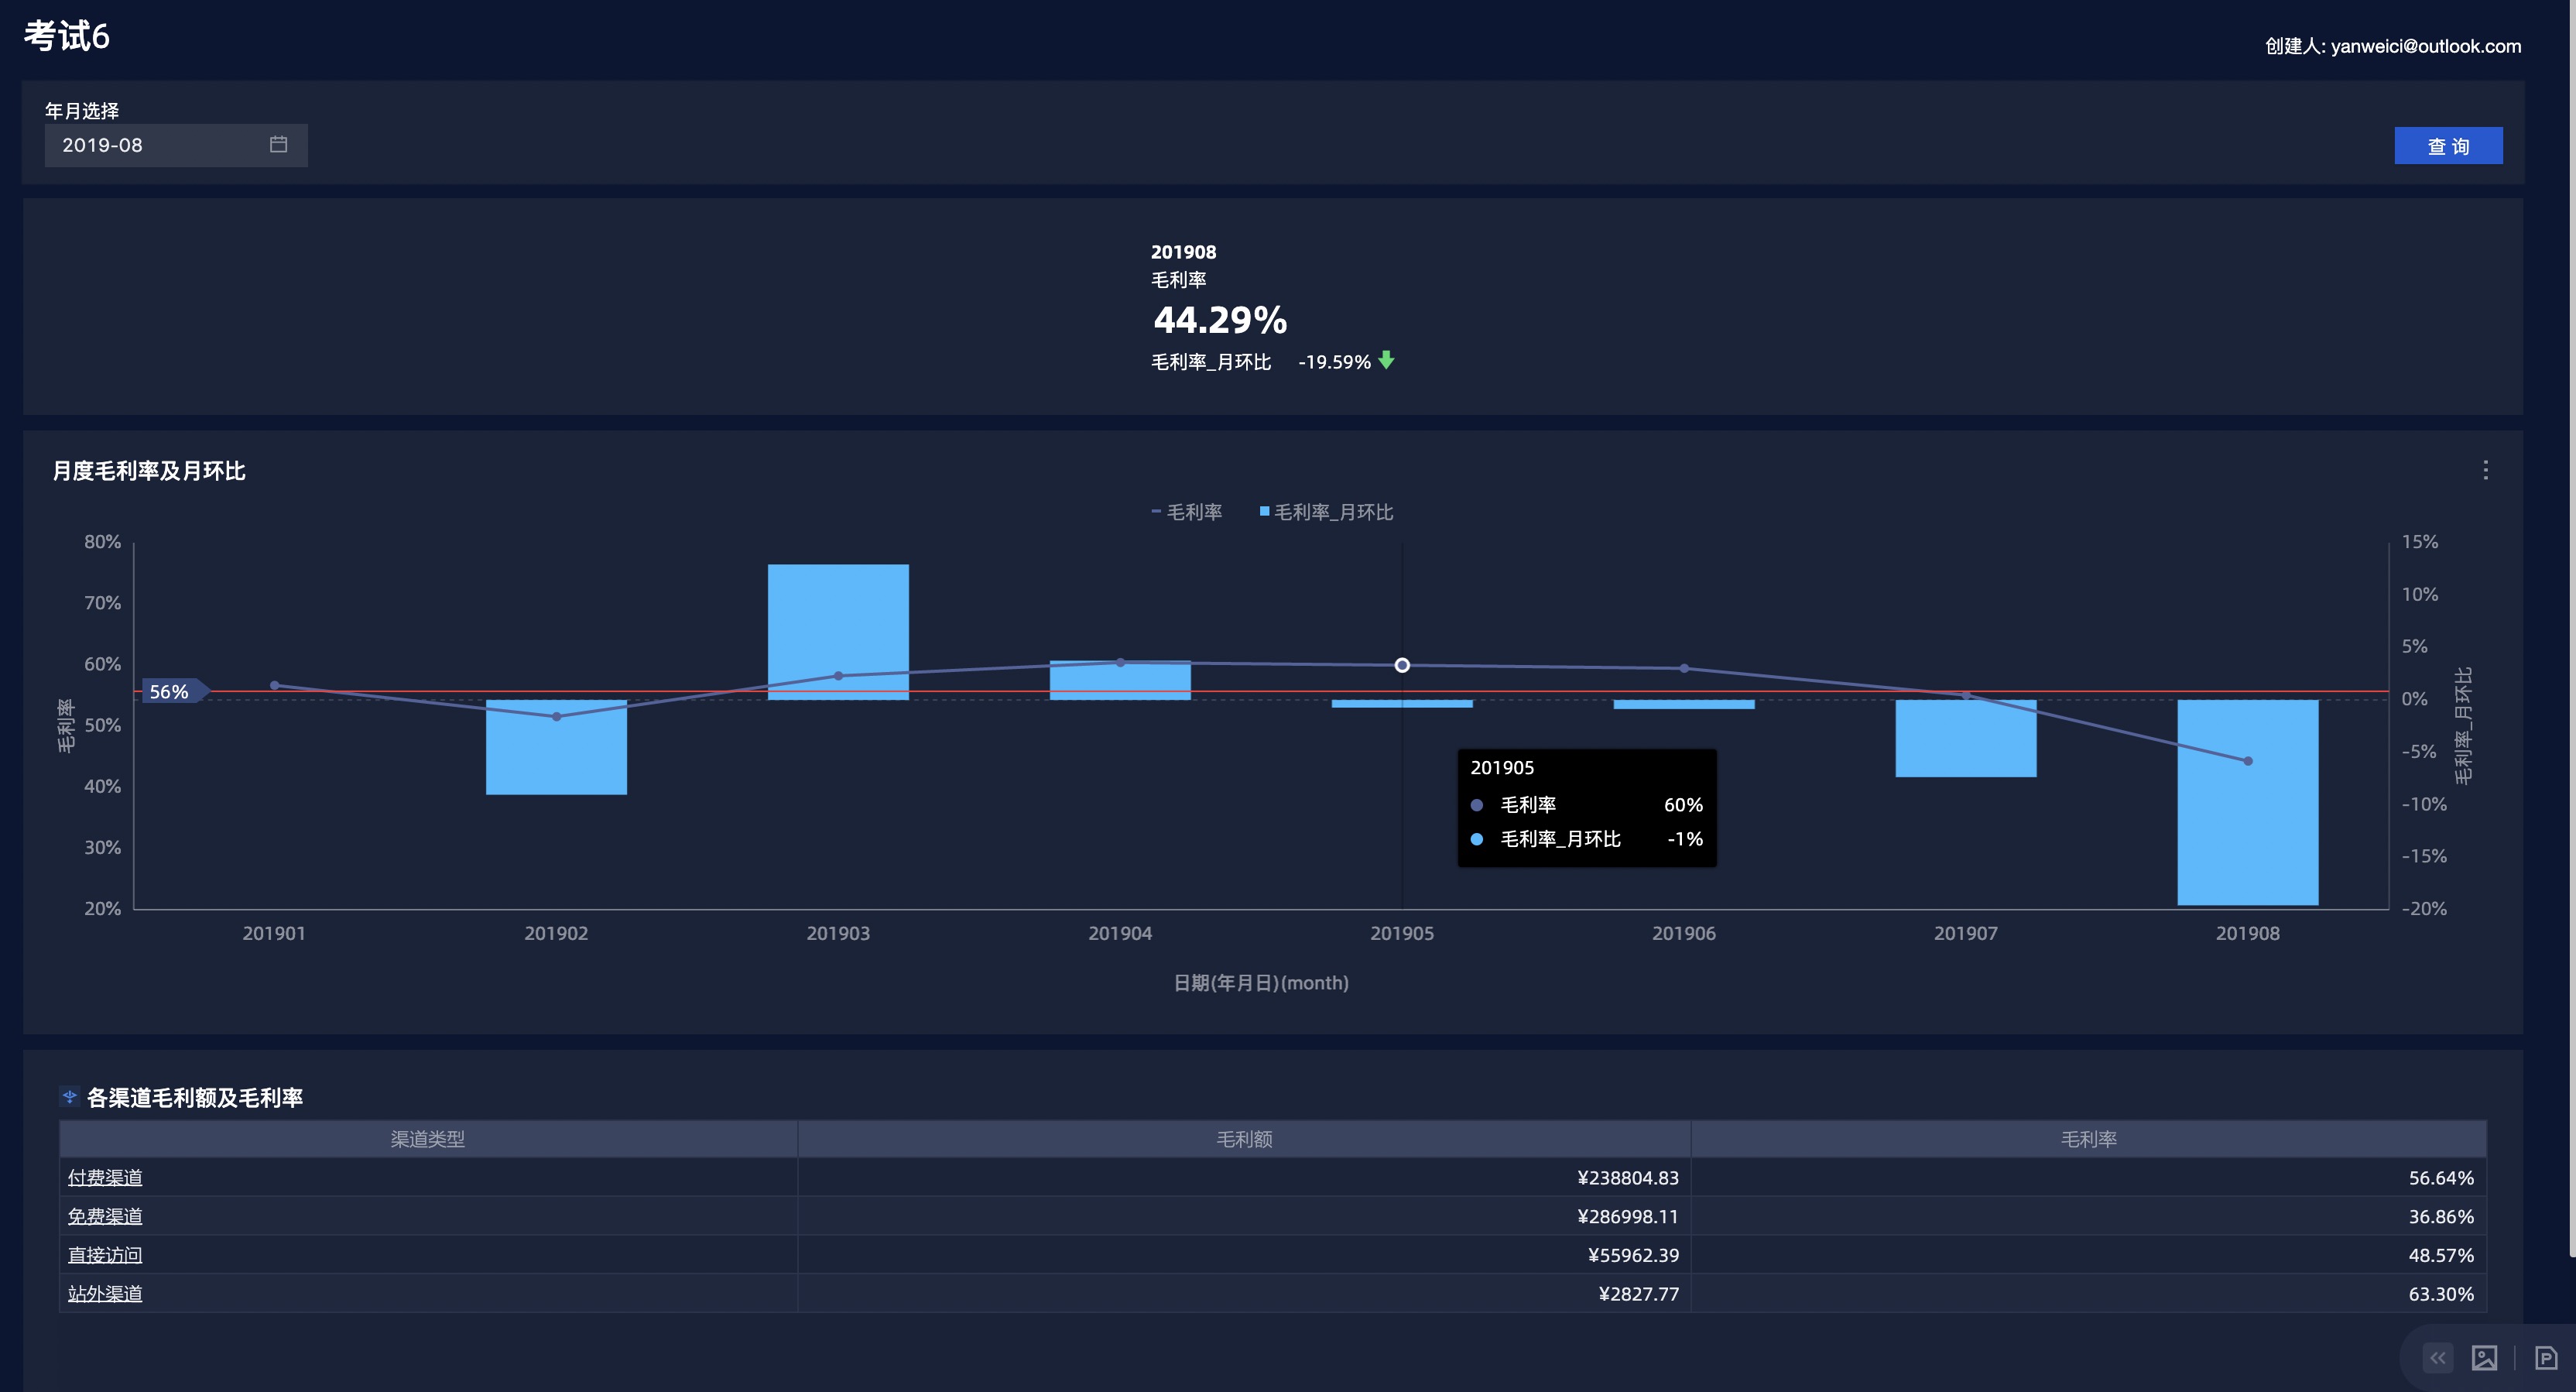 考试6
创建人: yanweici@outlook.com
年月选择
2019-08
查 询
201908
毛利率
44.29%
毛利率_月环比 -19.59%
月度毛利率及月环比
毛利率 毛利率_月环比
80% 15%
70% 10%
60% 5%
56%
50% 0%
40% -5%
30% -10%
-15%
20% -20%
毛利率
毛利率_月环比
201905
毛利率 60%
毛利率_月环比 -1%
201901 201902 201903 201904 201905 201906 201907 201908
日期(年月日)(month)
各渠道毛利额及毛利率
渠道类型 毛利额 毛利率
付费渠道 ¥238804.83 56.64%
免费渠道 ¥286998.11 36.86%
直接访问 ¥55962.39 48.57%
站外渠道 ¥2827.77 63.30%